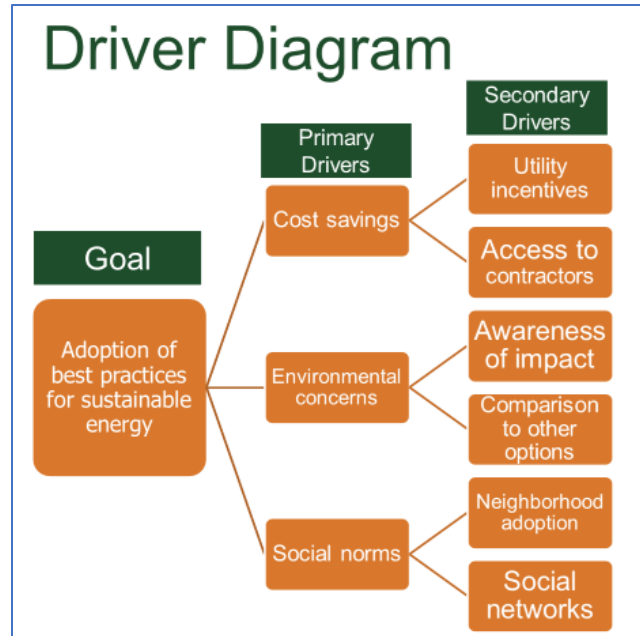 Driver Diagram
Goal
Adoption of
best practices
for sustainable
energy
Primary
Drivers
Cost savings
Environmental
concerns
Social norms
Secondary
Drivers
Utility
incentives
Access to
contractors
Awareness
of impact
Comparison
to other
options
Neighborhood
adoption
Social
networks